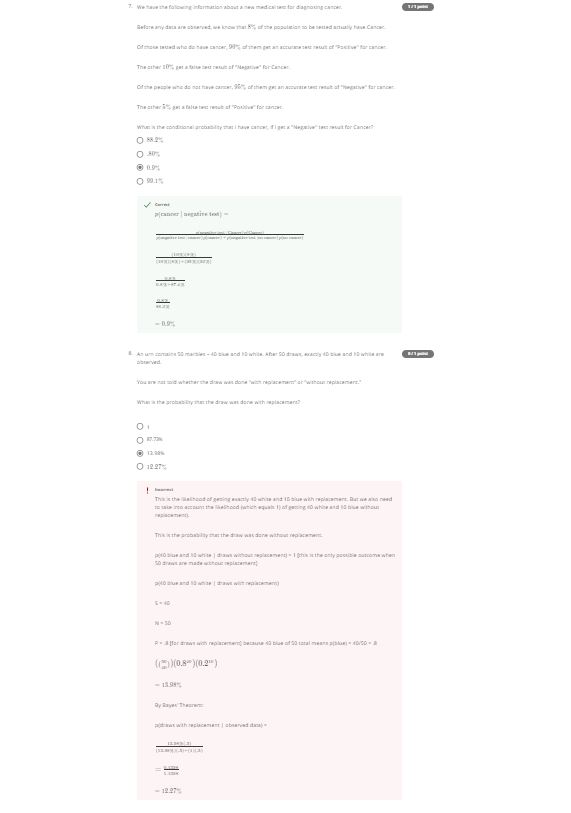 7. We have the following information about a new medical test for diagnosing cancer.
1 / 1 point
Before any data are observed, we know that 8% of the population to be tested actually have Cancer.
Of those tested who do have cancer, 90% of them get an accurate test result of "Positive" for cancer.
The other 10% get a false test result of "Negative" for Cancer.
Of the people who do not have cancer, 95% of them get an accurate test result of "Negative" for cancer.
The other 5% get a false test result of "Positive" for cancer.
What is the conditional probability that I have cancer, if I get a "Negative" test result for Cancer?
88.2%
.80%
0.9%
99.1%
Correct
p(cancer | negative test) =
= 0.9%
8. An urn contains 50 marbles – 40 blue and 10 white. After 50 draws, exactly 40 blue and 10 white are
0 / 1 point
observed.
You are not told whether the draw was done "with replacement" or "without replacement."
What is the probability that the draw was done with replacement?
1
87.73%
13.98%
12.27%
Incorrect
This is the likelihood of getting exactly 40 white and 10 blue with replacement. But we also need
to take into account the likelihood (which equals 1) of getting 40 white and 10 blue without
replacement).
This is the probability that the draw was done without replacement.
p(40 blue and 10 white | draws without replacement) = 1 [this is the only possible outcome when
50 draws are made without replacement]
p(40 blue and 10 white | draws with replacement)
S = 40
N = 50
P = .8 [for draws with replacement] because 40 blue of 50 total means p(blue) = 40/50 = .8
= 13.98%
By Bayes' Theorem:
p(draws with replacement | observed data) =
= 12.27%